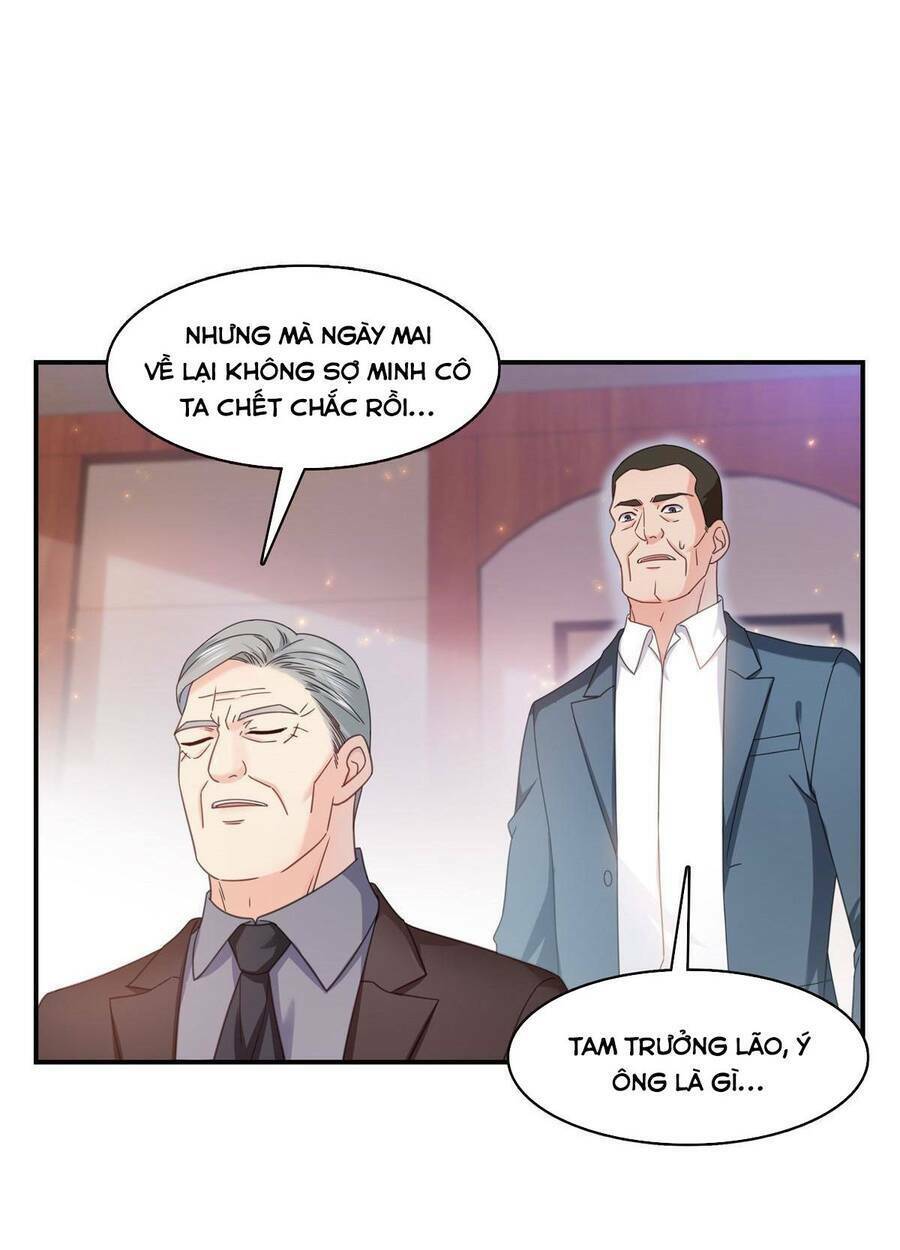 NHƯNG MÀ NGÀY MAI
VỀ LẠI KHÔNG SỢ MINH CÔ
TA CHẾT CHẮC RỒI...
TAM TRƯỞNG LÃO, Ý
ÔNG LÀ GÌ...